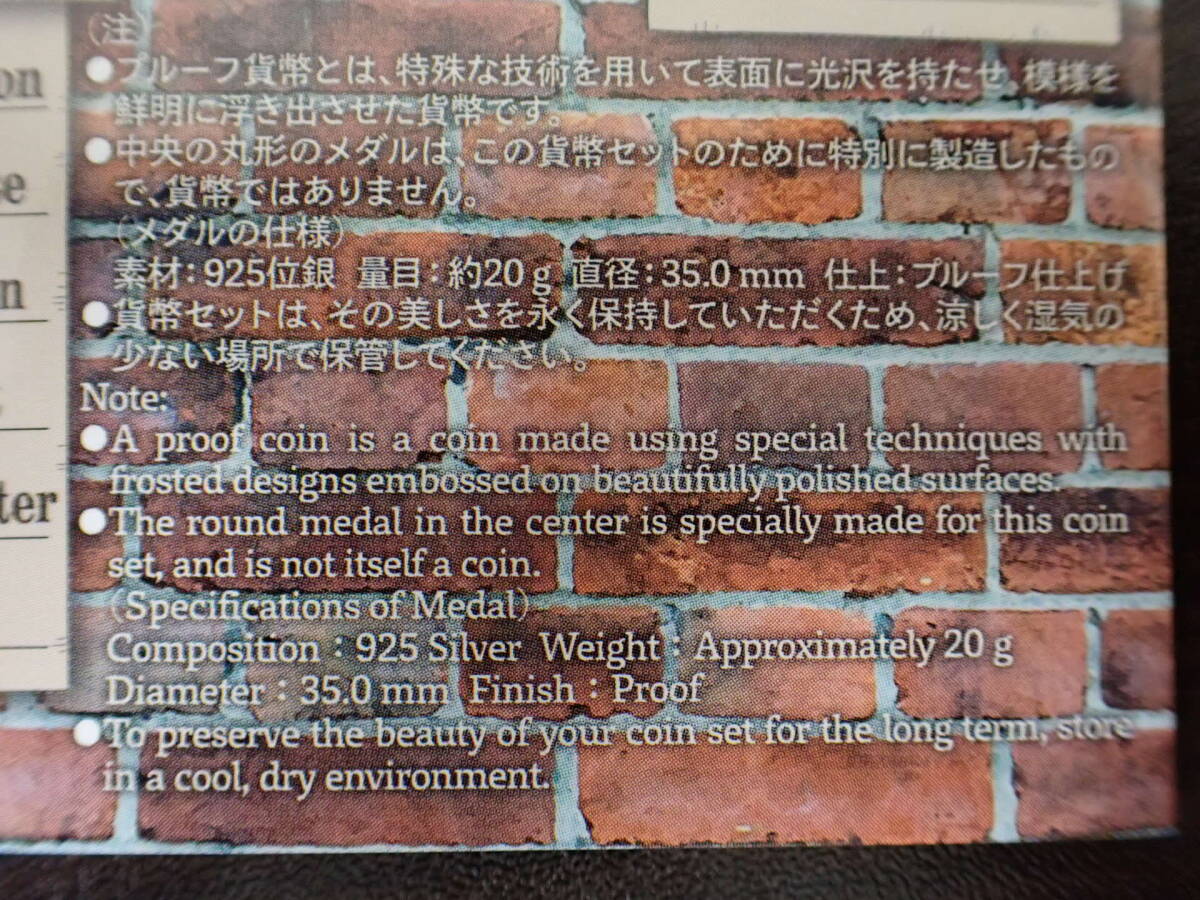 （注）
●プルーフ貨幣とは、特殊な技術を用いて表面に光沢を持たせ、模様を
鮮明に浮き出させた貨幣です。
●中央の丸形のメダルは、この貨幣セットのために特別に製造したもの
で、貨幣ではありません。
（メダルの仕様）
素材：925位銀 量目：約20g 直径：35.0mm 仕上：プルーフ仕上げ
●貨幣セットは、その美しさを永く保持していただくため、涼しく湿気の
少ない場所で保管してください。
Note:
●A proof coin is a coin made using special techniques with
frosted designs embossed on beautifully polished surfaces.
●The round medal in the center is specially made for this coin
set, and is not itself a coin.
（Specifications of Medal）
Composition：925 Silver Weight：Approximately 20 g
Diameter：35.0 mm Finish：Proof
●To preserve the beauty of your coin set for the long term, store
in a cool, dry environment.
on
se
n
ter